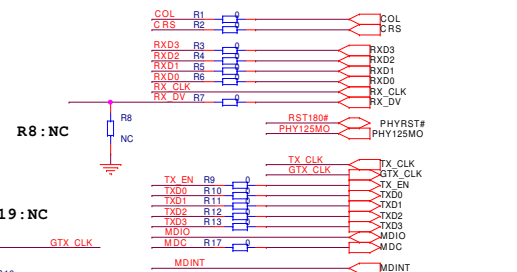 COL R1 0 COL
CRS R2 0 CRS
RXD3 R3 0 RXD3
RXD2 R4 0 RXD2
RXD1 R5 0 RXD1
RXD0 R6 0 RXD0
RX_CLK RX_CLK
RX_DV R7 0 RX_DV
R8
R8:NC
NC
RST180# PHYRST#
PHY125MO PHY125MO
TX_CLK TX_CLK
GTX_CLK GTX_CLK
TX_EN R9 0 TX_EN
TXD0 R10 0 TXD0
TXD1 R11 0 TXD1
TXD2 R12 0 TXD2
TXD3 R13 0 TXD3
19:NC
MDIO MDIO
GTX_CLK
MDC R17 0 MDC
MDINT MDINT